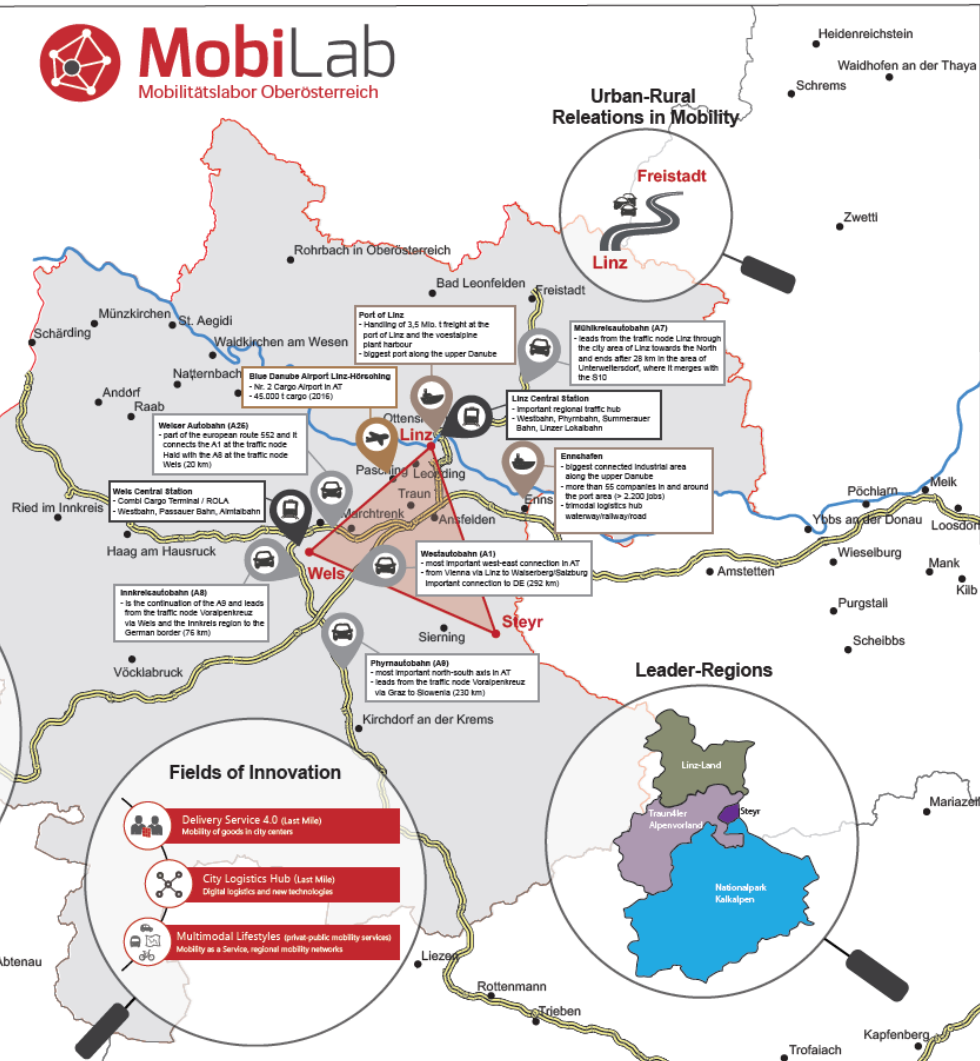 MobiLab
Mobilitätslabor Oberösterreich
Heidenreichstein
Waidhofen an der Thaya
Schrems
Urban-Rural
Releations in Mobility
Freistadt
Linz
Zwettl
Rohrbach in Oberösterreich
Bad Leonfelden
Freistadt
Münzkirchen
St. Aegidi
Schärding
Waidkirchen am Wesen
Natternbach
Andorf
Raab
Port of Linz
- Handling of 3,5 Mio. t freight at the
port of Linz and the voestalpine
plant harbour
- biggest port along the upper Danube
Mühlkreisautobahn (A7)
- leads from the traffic node Linz through
the city area of Linz towards the North
and ends after 28 km in the area of
Unterweitersdorf, where it merges with
the S10
Blue Danube Airport Linz-Hörsching
- Nr. 2 Cargo Airport in AT
- 45.000 t cargo (2016)
Linz Central Station
- Important regional traffic hub
- Westbahn, Phyrnbahn, Summerauer
Bahn, Linzer Lokalbahn
Ottens
Linz
Welser Autobahn (A25)
- part of the european route 552 and it
connects the A1 at the traffic node
Haid with the A8 at the traffic node
Wels (20 km)
Pasching
Leonding
Traun
Marchtrenk
Ansfelden
Enns
Ennshafen
- biggest connected industrial area
along the upper Danube
- more than 55 companies in and around
the port area (> 2.200 jobs)
- trimodal logistics hub
waterway/railway/road
Wels Central Station
- Combi Cargo Terminal / ROLA
- Westbahn, Passauer Bahn, Almtalbahn
Ried im Innkreis
Haag am Hausruck
Pöchlarn
Melk
Ybbs an der Donau
Loosdorf
Wieselburg
Mank
Kilb
Amstetten
Purgstall
Scheibbs
Wels
Westautobahn (A1)
- most important west-east connection in AT
- from Vienna via Linz to Walserberg/Salzburg
important connection to DE (292 km)
Innkreisautobahn (A8)
- is the continuation of the A9 and leads
from the traffic node Voralpenkreuz
via Wels and the Innkreis region to the
German border (76 km)
Steyr
Sierning
Vöcklabruck
Phyrnautobahn (A9)
- most important north-south axis in AT
- leads from the traffic node Voralpenkreuz
via Graz to Slowenia (230 km)
Kirchdorf an der Krems
Leader-Regions
Linz-Land
Traun4tler
Alpenvorland
Steyr
Nationalpark
Kalkalpen
Fields of Innovation
Delivery Service 4.0 (Last Mile)
Mobility of goods in city centers
City Logistics Hub (Last Mile)
Digital logistics and new technologies
Multimodal Lifestyles (privat-public mobility services)
Mobility as a Service, regional mobility networks
Mariazell
Abtenau
Liezen
Rottenmann
Trieben
Trofaiach
Kapfenberg